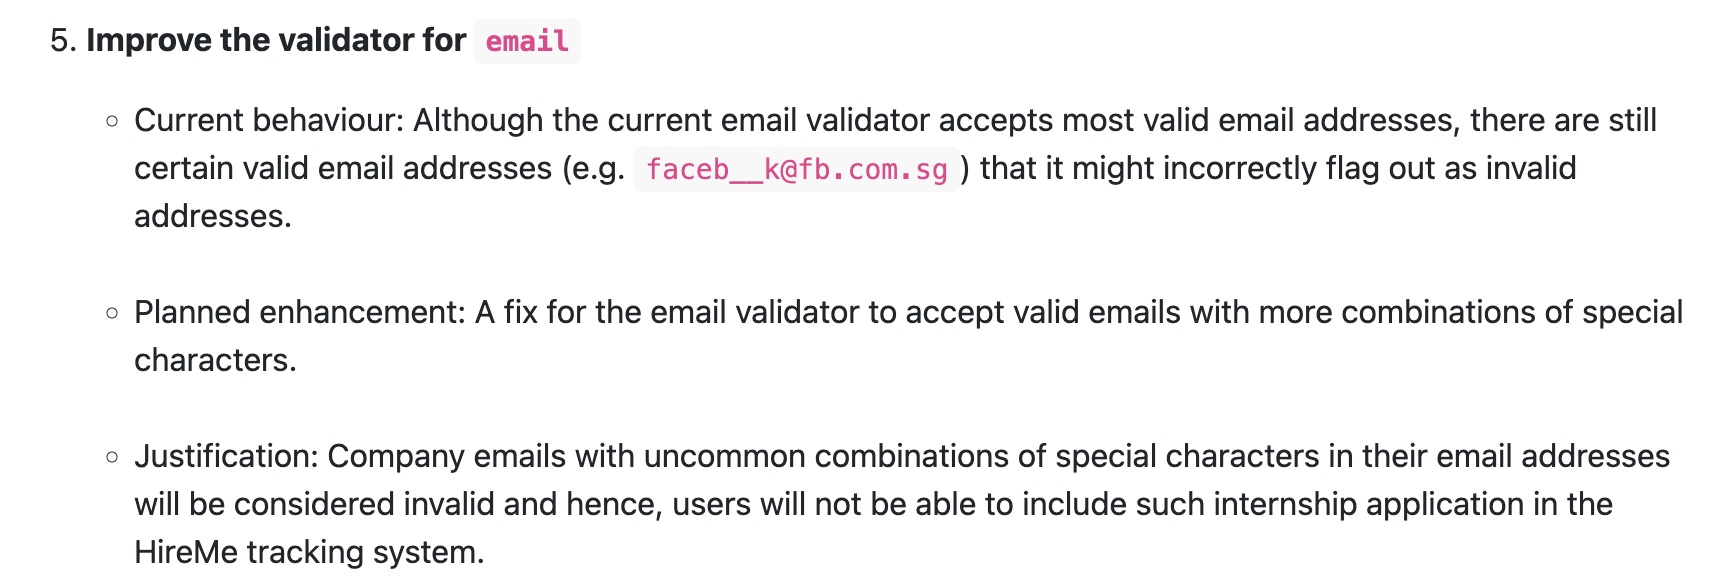 5. Improve the validator for email
Current behaviour: Although the current email validator accepts most valid email addresses, there are still
certain valid email addresses (e.g. faceb__k@fb.com.sg ) that it might incorrectly flag out as invalid
addresses.
Planned enhancement: A fix for the email validator to accept valid emails with more combinations of special
characters.
Justification: Company emails with uncommon combinations of special characters in their email addresses
will be considered invalid and hence, users will not be able to include such internship application in the
HireMe tracking system.